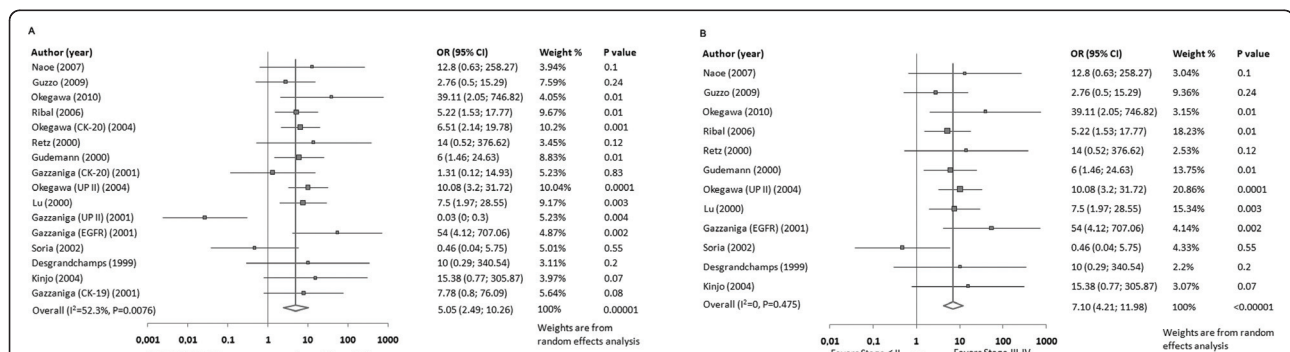 A
Author (year) OR (95% CI) Weight % P value
Naoe (2007) 12.8 (0.63; 258.27) 3.94% 0.1
Guzzo (2009) 2.76 (0.5; 15.29) 7.59% 0.24
Okegawa (2010) 39.11 (2.05; 746.82) 4.05% 0.01
Ribal (2006) 5.22 (1.53; 17.77) 9.67% 0.01
Okegawa (CK-20) (2004) 6.51 (2.14; 19.78) 10.2% 0.001
Retz (2000) 14 (0.52; 376.62) 3.45% 0.12
Gudemann (2000) 6 (1.46; 24.63) 8.83% 0.01
Gazzaniga (CK-20) (2001) 1.31 (0.12; 14.93) 5.23% 0.83
Okegawa (UP II) (2004) 10.08 (3.2; 31.72) 10.04% 0.0001
Lu (2000) 7.5 (1.97; 28.55) 9.17% 0.003
Gazzaniga (UP II) (2001) 0.03 (0; 0.3) 5.23% 0.004
Gazzaniga (EGFR) (2001) 54 (4.12; 707.06) 4.87% 0.002
Soria (2002) 0.46 (0.04; 5.75) 5.01% 0.55
Desgrandchamps (1999) 10 (0.29; 340.54) 3.11% 0.2
Kinjo (2004) 15.38 (0.77; 305.87) 3.97% 0.07
Gazzaniga (CK-19) (2001) 7.78 (0.8; 76.09) 5.64% 0.08
Overall (I²=52.3%, P=0.0076) 5.05 (2.49; 10.26) 100% 0.00001
Weights are from
random effects analysis
0,001 0,01 0,1 1 10 100 1000
B
Author (year) OR (95% CI) Weight % P value
Naoe (2007) 12.8 (0.63; 258.27) 3.04% 0.1
Guzzo (2009) 2.76 (0.5; 15.29) 9.36% 0.24
Okegawa (2010) 39.11 (2.05; 746.82) 3.15% 0.01
Ribal (2006) 5.22 (1.53; 17.77) 18.23% 0.01
Retz (2000) 14 (0.52; 376.62) 2.53% 0.12
Gudemann (2000) 6 (1.46; 24.63) 13.75% 0.01
Okegawa (UP II) (2004) 10.08 (3.2; 31.72) 20.86% 0.0001
Lu (2000) 7.5 (1.97; 28.55) 15.34% 0.003
Gazzaniga (EGFR) (2001) 54 (4.12; 707.06) 4.14% 0.002
Soria (2002) 0.46 (0.04; 5.75) 4.33% 0.55
Desgrandchamps (1999) 10 (0.29; 340.54) 2.2% 0.2
Kinjo (2004) 15.38 (0.77; 305.87) 3.07% 0.07
Overall (I²=0, P=0.475) 7.10 (4.21; 11.98) 100% <0.00001
Weights are from random
effects analysis
0,01 0,1 1 10 100 1000